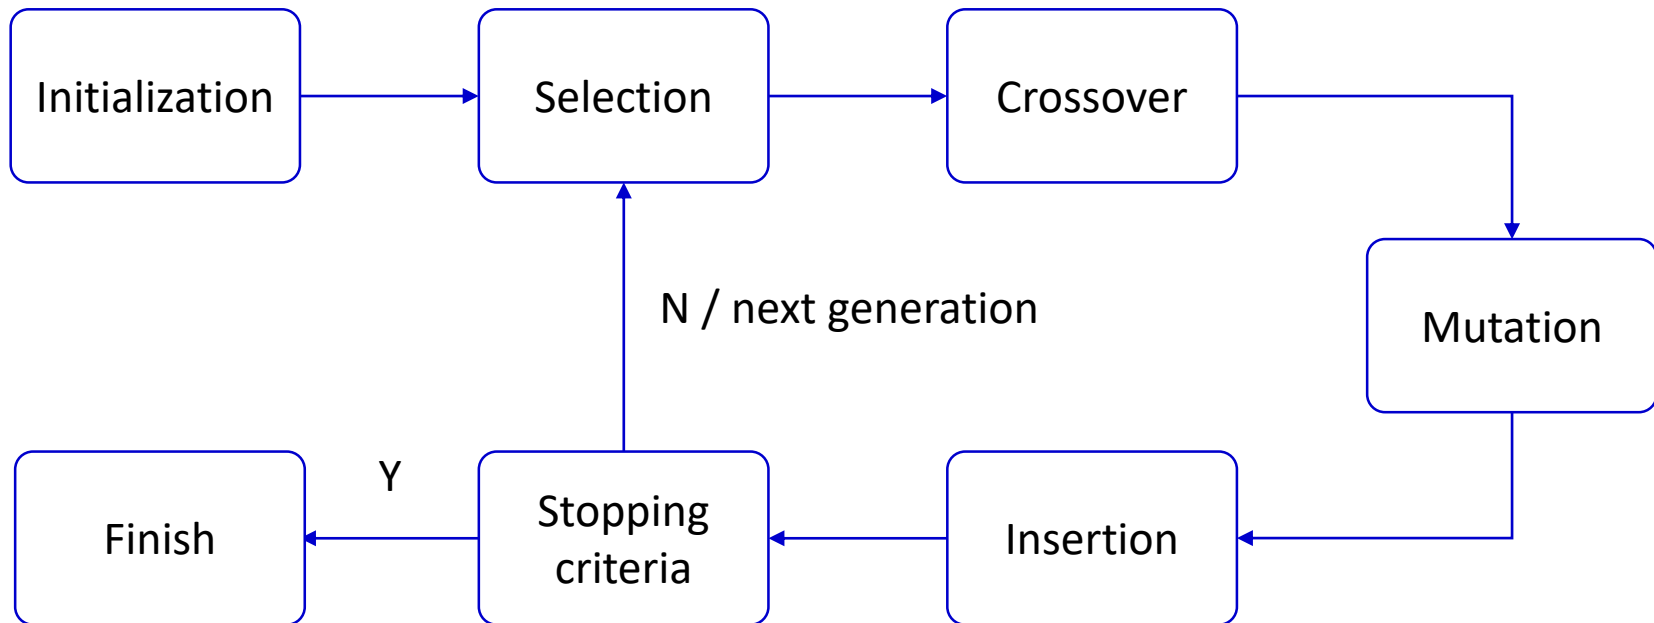 Initialization
Selection
Crossover
N / next generation
Mutation
Y
Finish
Stopping
criteria
Insertion